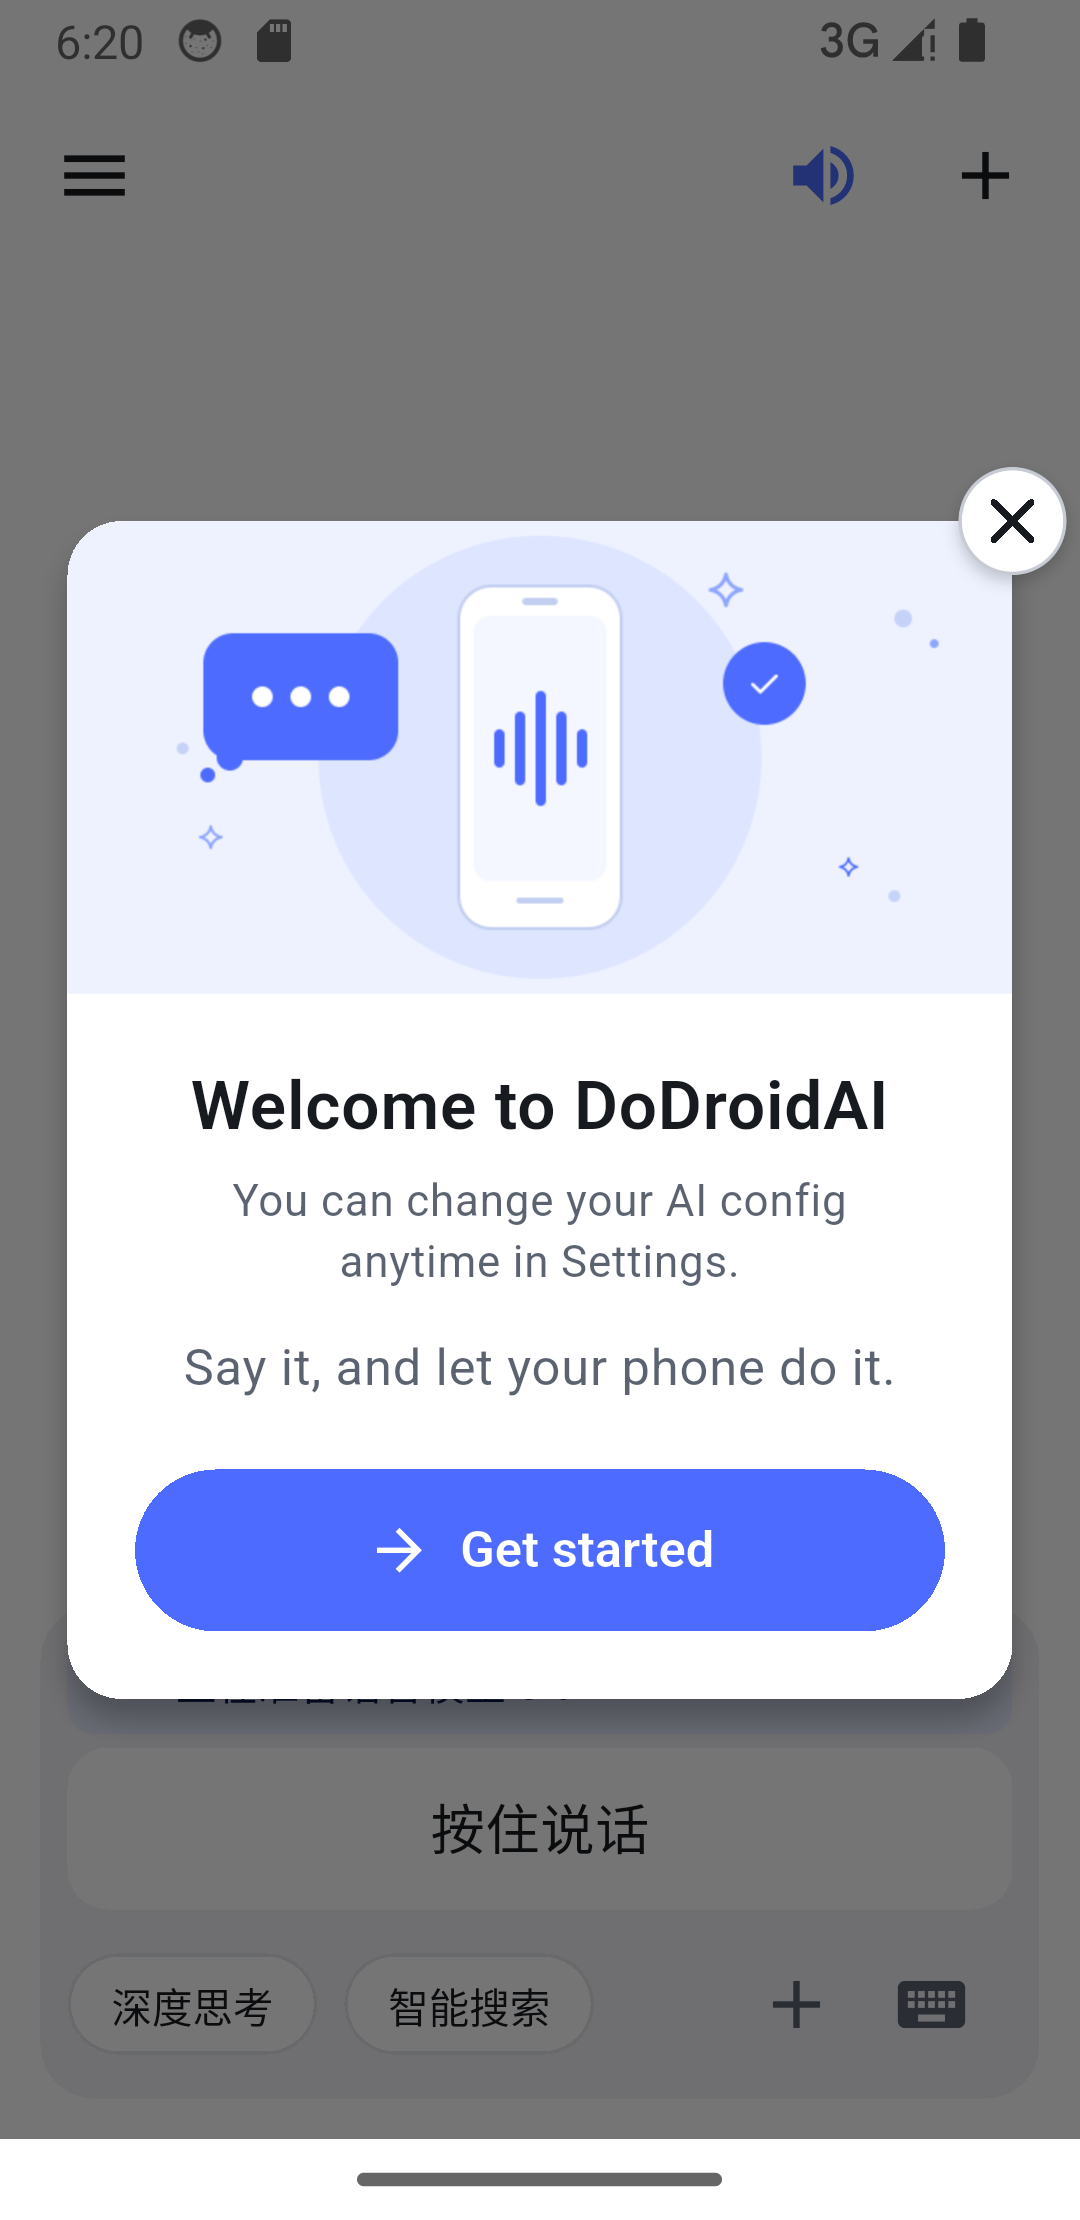 6:20
3G
Welcome to DoDroidAI
You can change your AI config
anytime in Settings.
Say it, and let your phone do it.
Get started
按住说话
深度思考
智能搜索